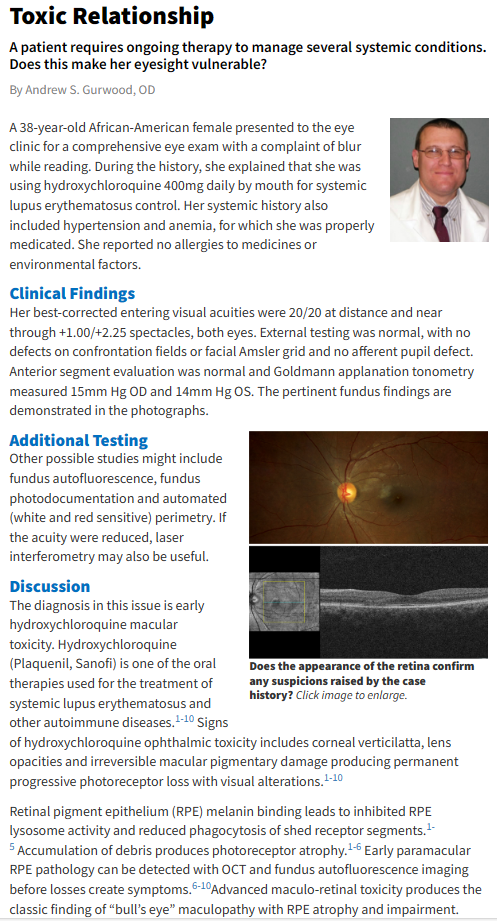 Toxic Relationship
A patient requires ongoing therapy to manage several systemic conditions.
Does this make her eyesight vulnerable?
By Andrew S. Gurwood, OD
A 38-year-old African-American female presented to the eye
clinic for a comprehensive eye exam with a complaint of blur
while reading. During the history, she explained that she was
using hydroxychloroquine 400mg daily by mouth for systemic
lupus erythematosus control. Her systemic history also
included hypertension and anemia, for which she was properly
medicated. She reported no allergies to medicines or
environmental factors.
Clinical Findings
Her best-corrected entering visual acuities were 20/20 at distance and near
through +1.00/+2.25 spectacles, both eyes. External testing was normal, with no
defects on confrontation fields or facial Amsler grid and no afferent pupil defect.
Anterior segment evaluation was normal and Goldmann applanation tonometry
measured 15mm Hg OD and 14mm Hg OS. The pertinent fundus findings are
demonstrated in the photographs.
Additional Testing
Other possible studies might include
fundus autofluorescence, fundus
photodocumentation and automated
(white and red sensitive) perimetry. If
the acuity were reduced, laser
interferometry may also be useful.
Discussion
The diagnosis in this issue is early
hydroxychloroquine macular
toxicity. Hydroxychloroquine
(Plaquenil, Sanofi) is one of the oral
therapies used for the treatment of
systemic lupus erythematosus and
other autoimmune diseases.1-10 Signs
Does the appearance of the retina confirm
any suspicions raised by the case
history? Click image to enlarge.
of hydroxychloroquine ophthalmic toxicity includes corneal verticilatta, lens
opacities and irreversible macular pigmentary damage producing permanent
progressive photoreceptor loss with visual alterations.1-10
Retinal pigment epithelium (RPE) melanin binding leads to inhibited RPE
lysosome activity and reduced phagocytosis of shed receptor segments.1-
5 Accumulation of debris produces photoreceptor atrophy.1-6 Early paramacular
RPE pathology can be detected with OCT and fundus autofluorescence imaging
before losses create symptoms.6-10Advanced maculo-retinal toxicity produces the
classic finding of “bull’s eye” maculopathy with RPE atrophy and impairment.